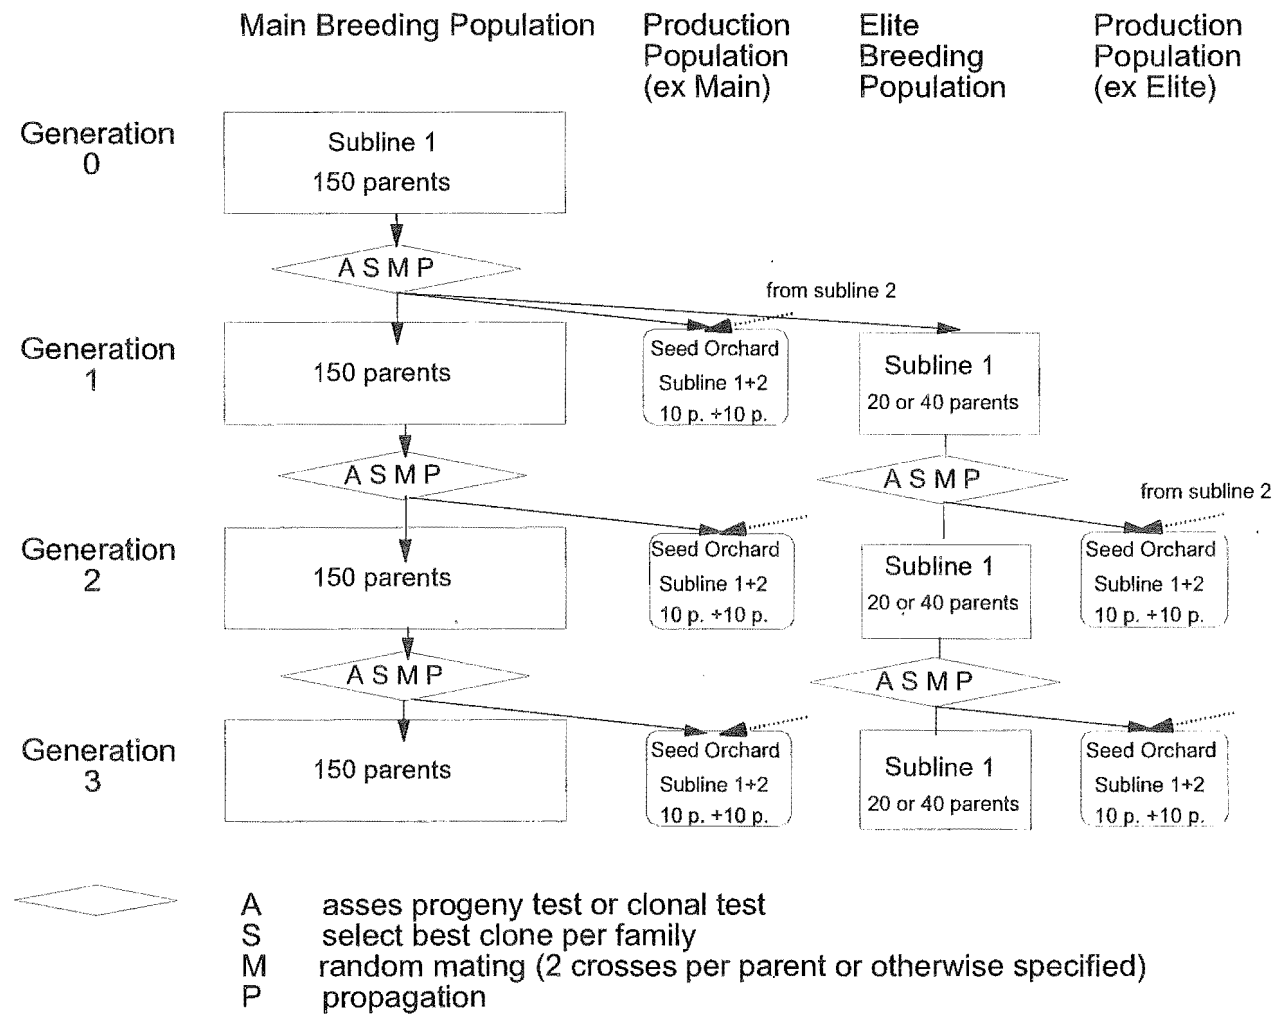 Main Breeding Population
Production
Population
(ex Main)
Elite
Breeding
Population
Production
Population
(ex Elite)
Generation
0
Subline 1
150 parents
A S M P
from subline 2
Generation
1
150 parents
Seed Orchard
Subline 1+2
10 p. +10 p.
Subline 1
20 or 40 parents
A S M P
A S M P
from subline 2
Generation
2
150 parents
Seed Orchard
Subline 1+2
10 p. +10 p.
Subline 1
20 or 40 parents
Seed Orchard
Subline 1+2
10 p. +10 p.
A S M P
A S M P
Generation
3
150 parents
Seed Orchard
Subline 1+2
10 p. +10 p.
Subline 1
20 or 40 parents
Seed Orchard
Subline 1+2
10 p. +10 p.
A asses progeny test or clonal test
S select best clone per family
M random mating (2 crosses per parent or otherwise specified)
P propagation